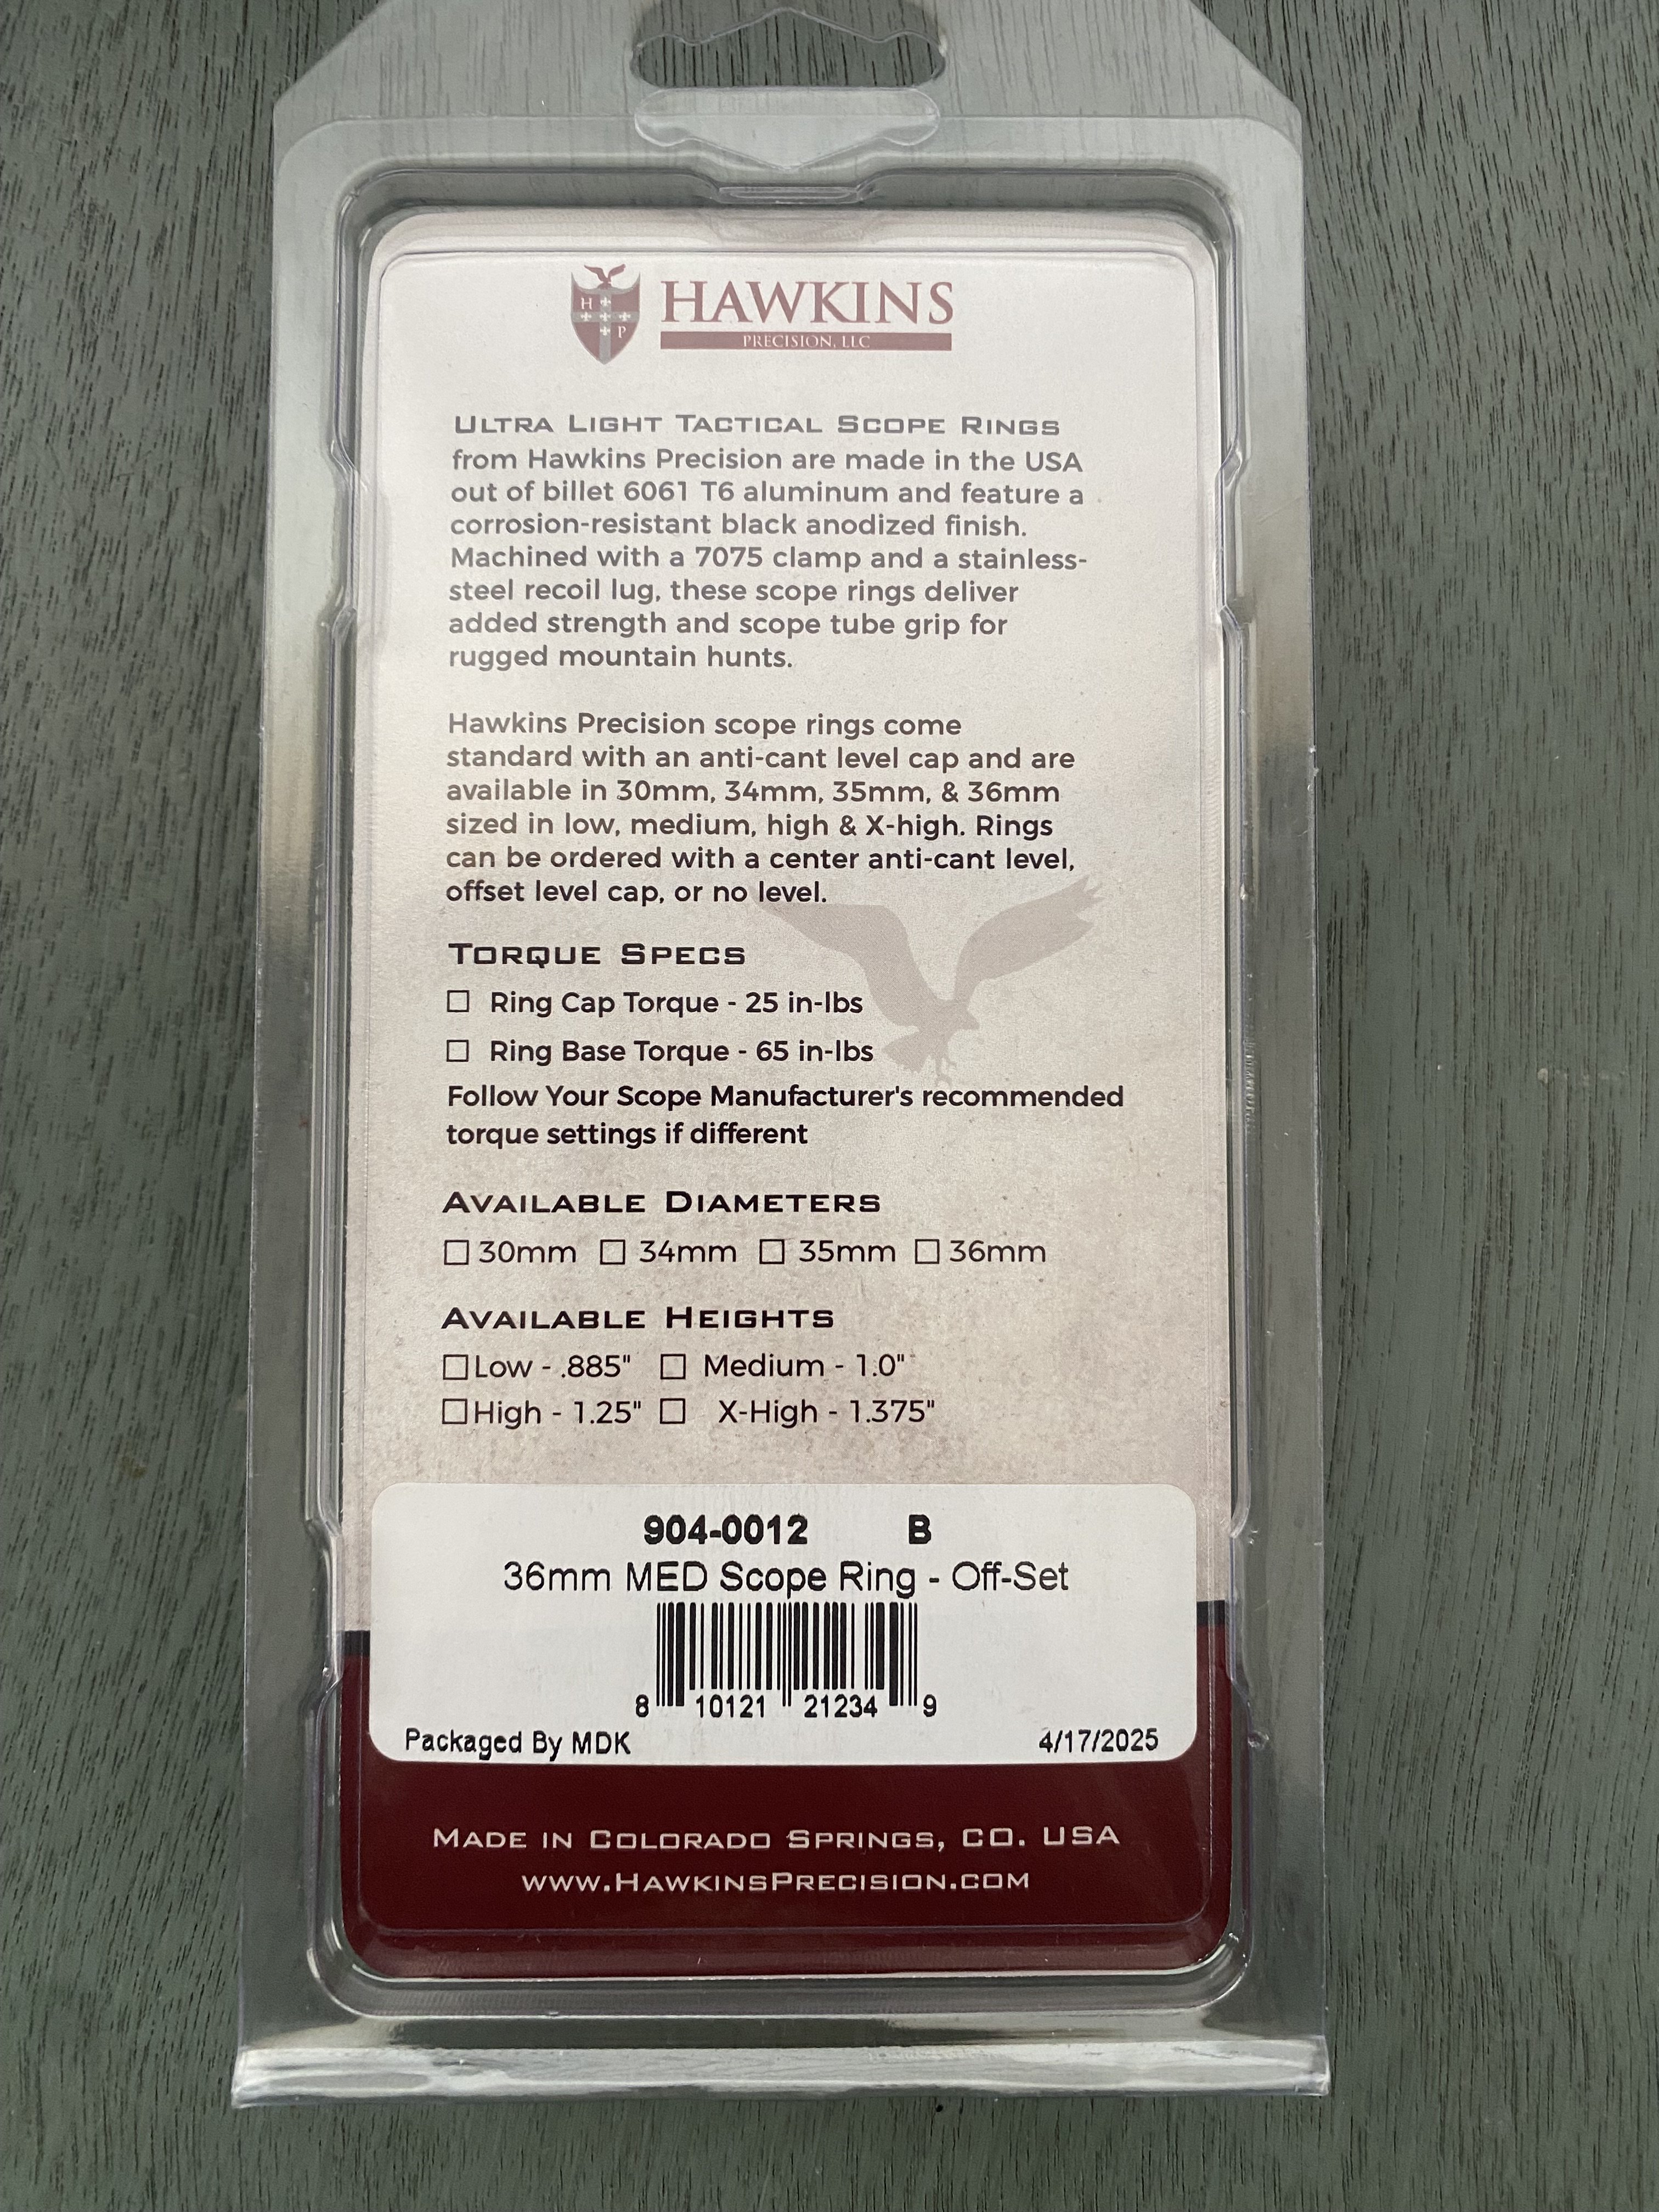 H
P
HAWKINS
PRECISION, LLC
ULTRA LIGHT TACTICAL SCOPE RINGS
from Hawkins Precision are made in the USA
out of billet 6061 T6 aluminum and feature a
corrosion-resistant black anodized finish.
Machined with a 7075 clamp and a stainless-
steel recoil lug, these scope rings deliver
added strength and scope tube grip for
rugged mountain hunts.
Hawkins Precision scope rings come
standard with an anti-cant level cap and are
available in 30mm, 34mm, 35mm, & 36mm
sized in low, medium, high & X-high. Rings
can be ordered with a center anti-cant level,
offset level cap, or no level.
TORQUE SPECS
☐ Ring Cap Torque - 25 in-lbs
☐ Ring Base Torque - 65 in-lbs
Follow Your Scope Manufacturer's recommended
torque settings if different
AVAILABLE DIAMETERS
☐ 30mm ☐ 34mm ☐ 35mm ☐ 36mm
AVAILABLE HEIGHTS
☐ Low - .885" ☐ Medium - 1.0"
☐ High - 1.25" ☐ X-High - 1.375"
904-0012 B
36mm MED Scope Ring - Off-Set
8 10121 21234 9
Packaged By MDK 4/17/2025
MADE IN COLORADO SPRINGS, CO. USA
WWW.HAWKINSPRECISION.COM